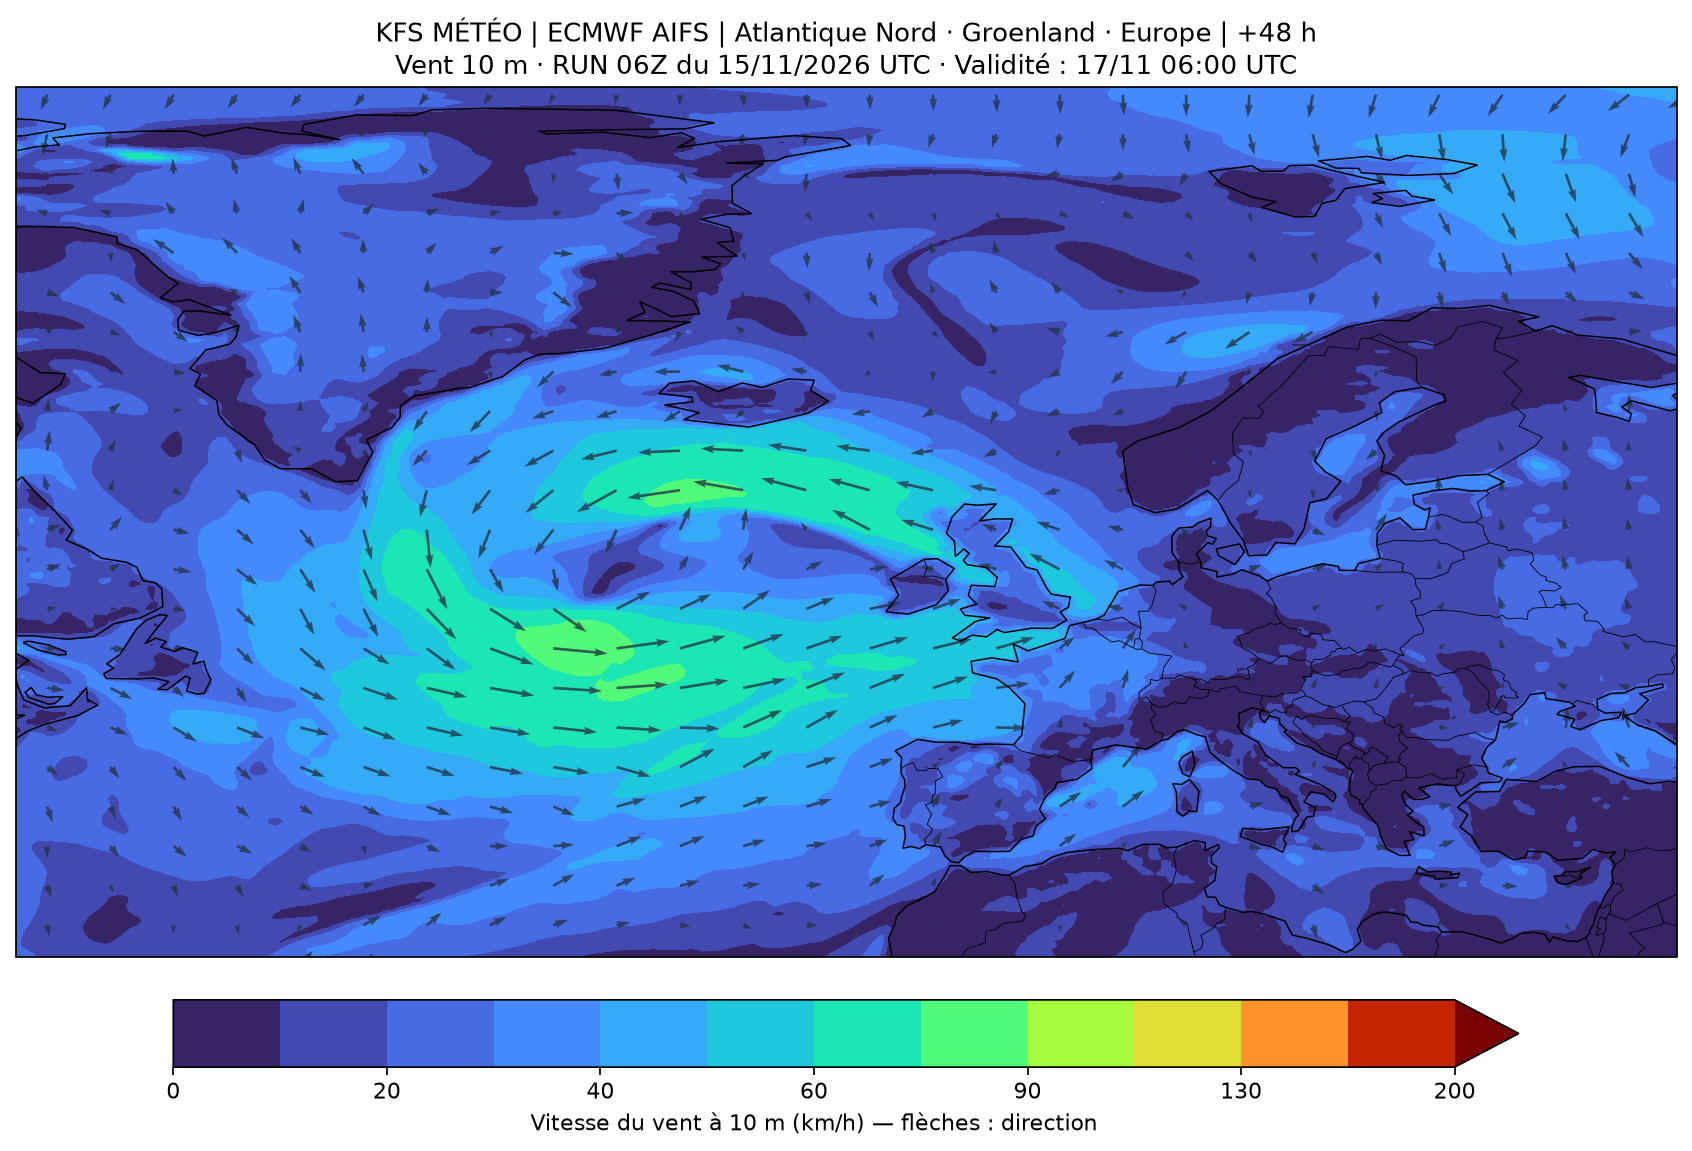 KFS MÉTÉO | ECMWF AIFS | Atlantique Nord · Groenland · Europe | +48 h
Vent 10 m · RUN 06Z du 15/11/2026 UTC · Validité : 17/11 06:00 UTC
0 20 40 60 90 130 200
Vitesse du vent à 10 m (km/h) — flèches : direction